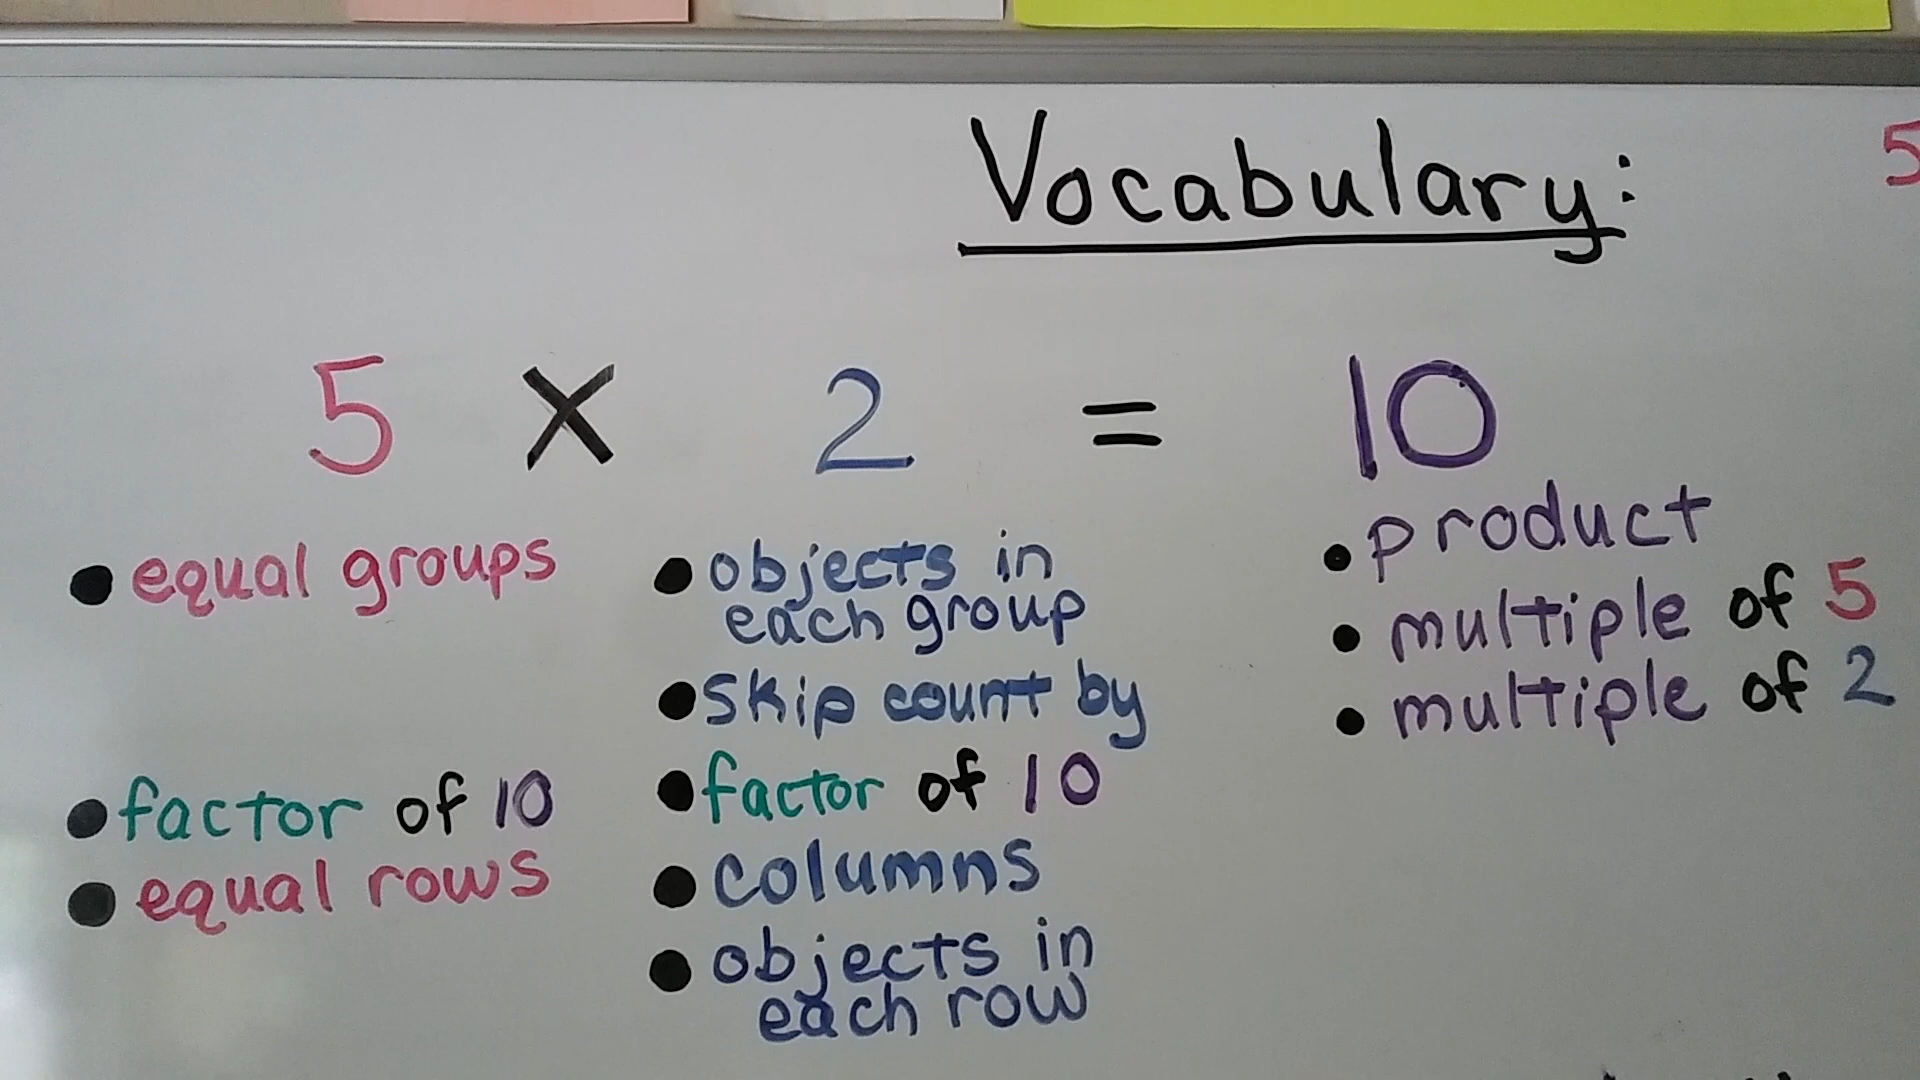 Vocabulary:
5
5 × 2 = 10
• equal groups
• factor of 10
• equal rows
• objects in
each group
• skip count by
• factor of 10
• columns
• objects in
each row
• product
• multiple of 5
• multiple of 2